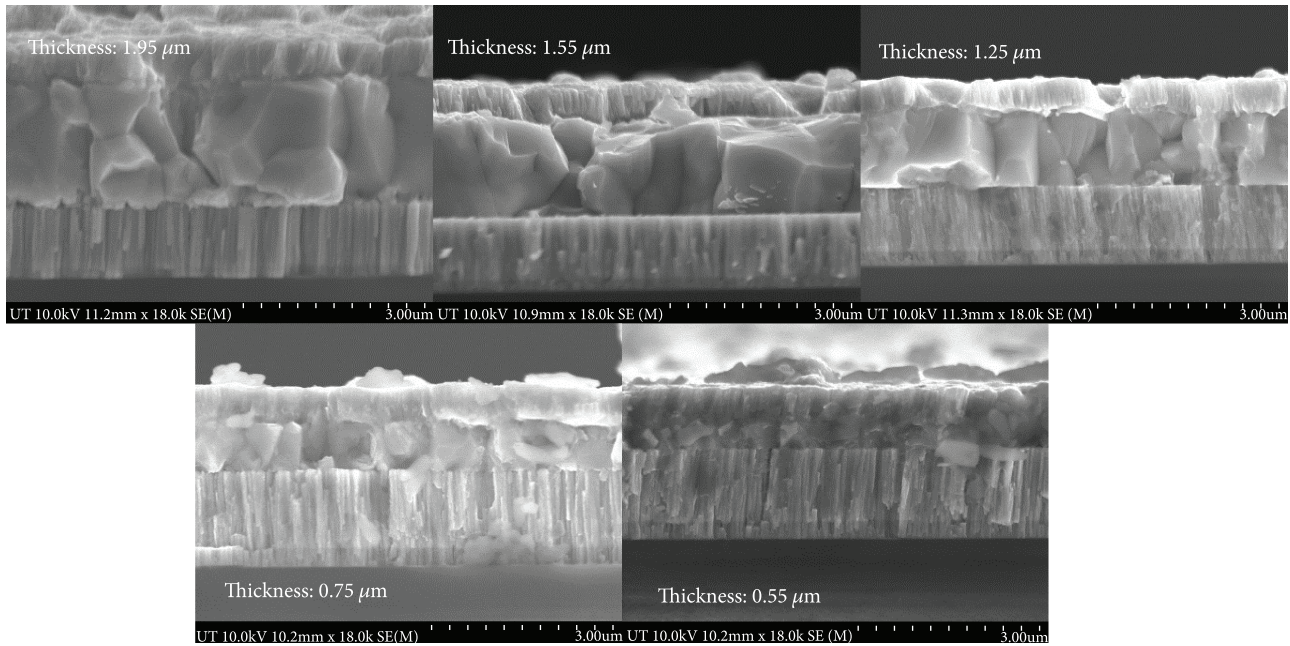 Thickness: 1.95 μm
Thickness: 1.55 μm
Thickness: 1.25 μm
UT 10.0kV 11.2mm x 18.0k SE(M)
3.00um
UT 10.0kV 10.9mm x 18.0k SE (M)
3.00um
UT 10.0kV 11.3mm x 18.0k SE (M)
3.00um
Thickness: 0.75 μm
Thickness: 0.55 μm
UT 10.0kV 10.2mm x 18.0k SE(M)
3.00um
UT 10.0kV 10.2mm x 18.0k SE (M)
3.00um